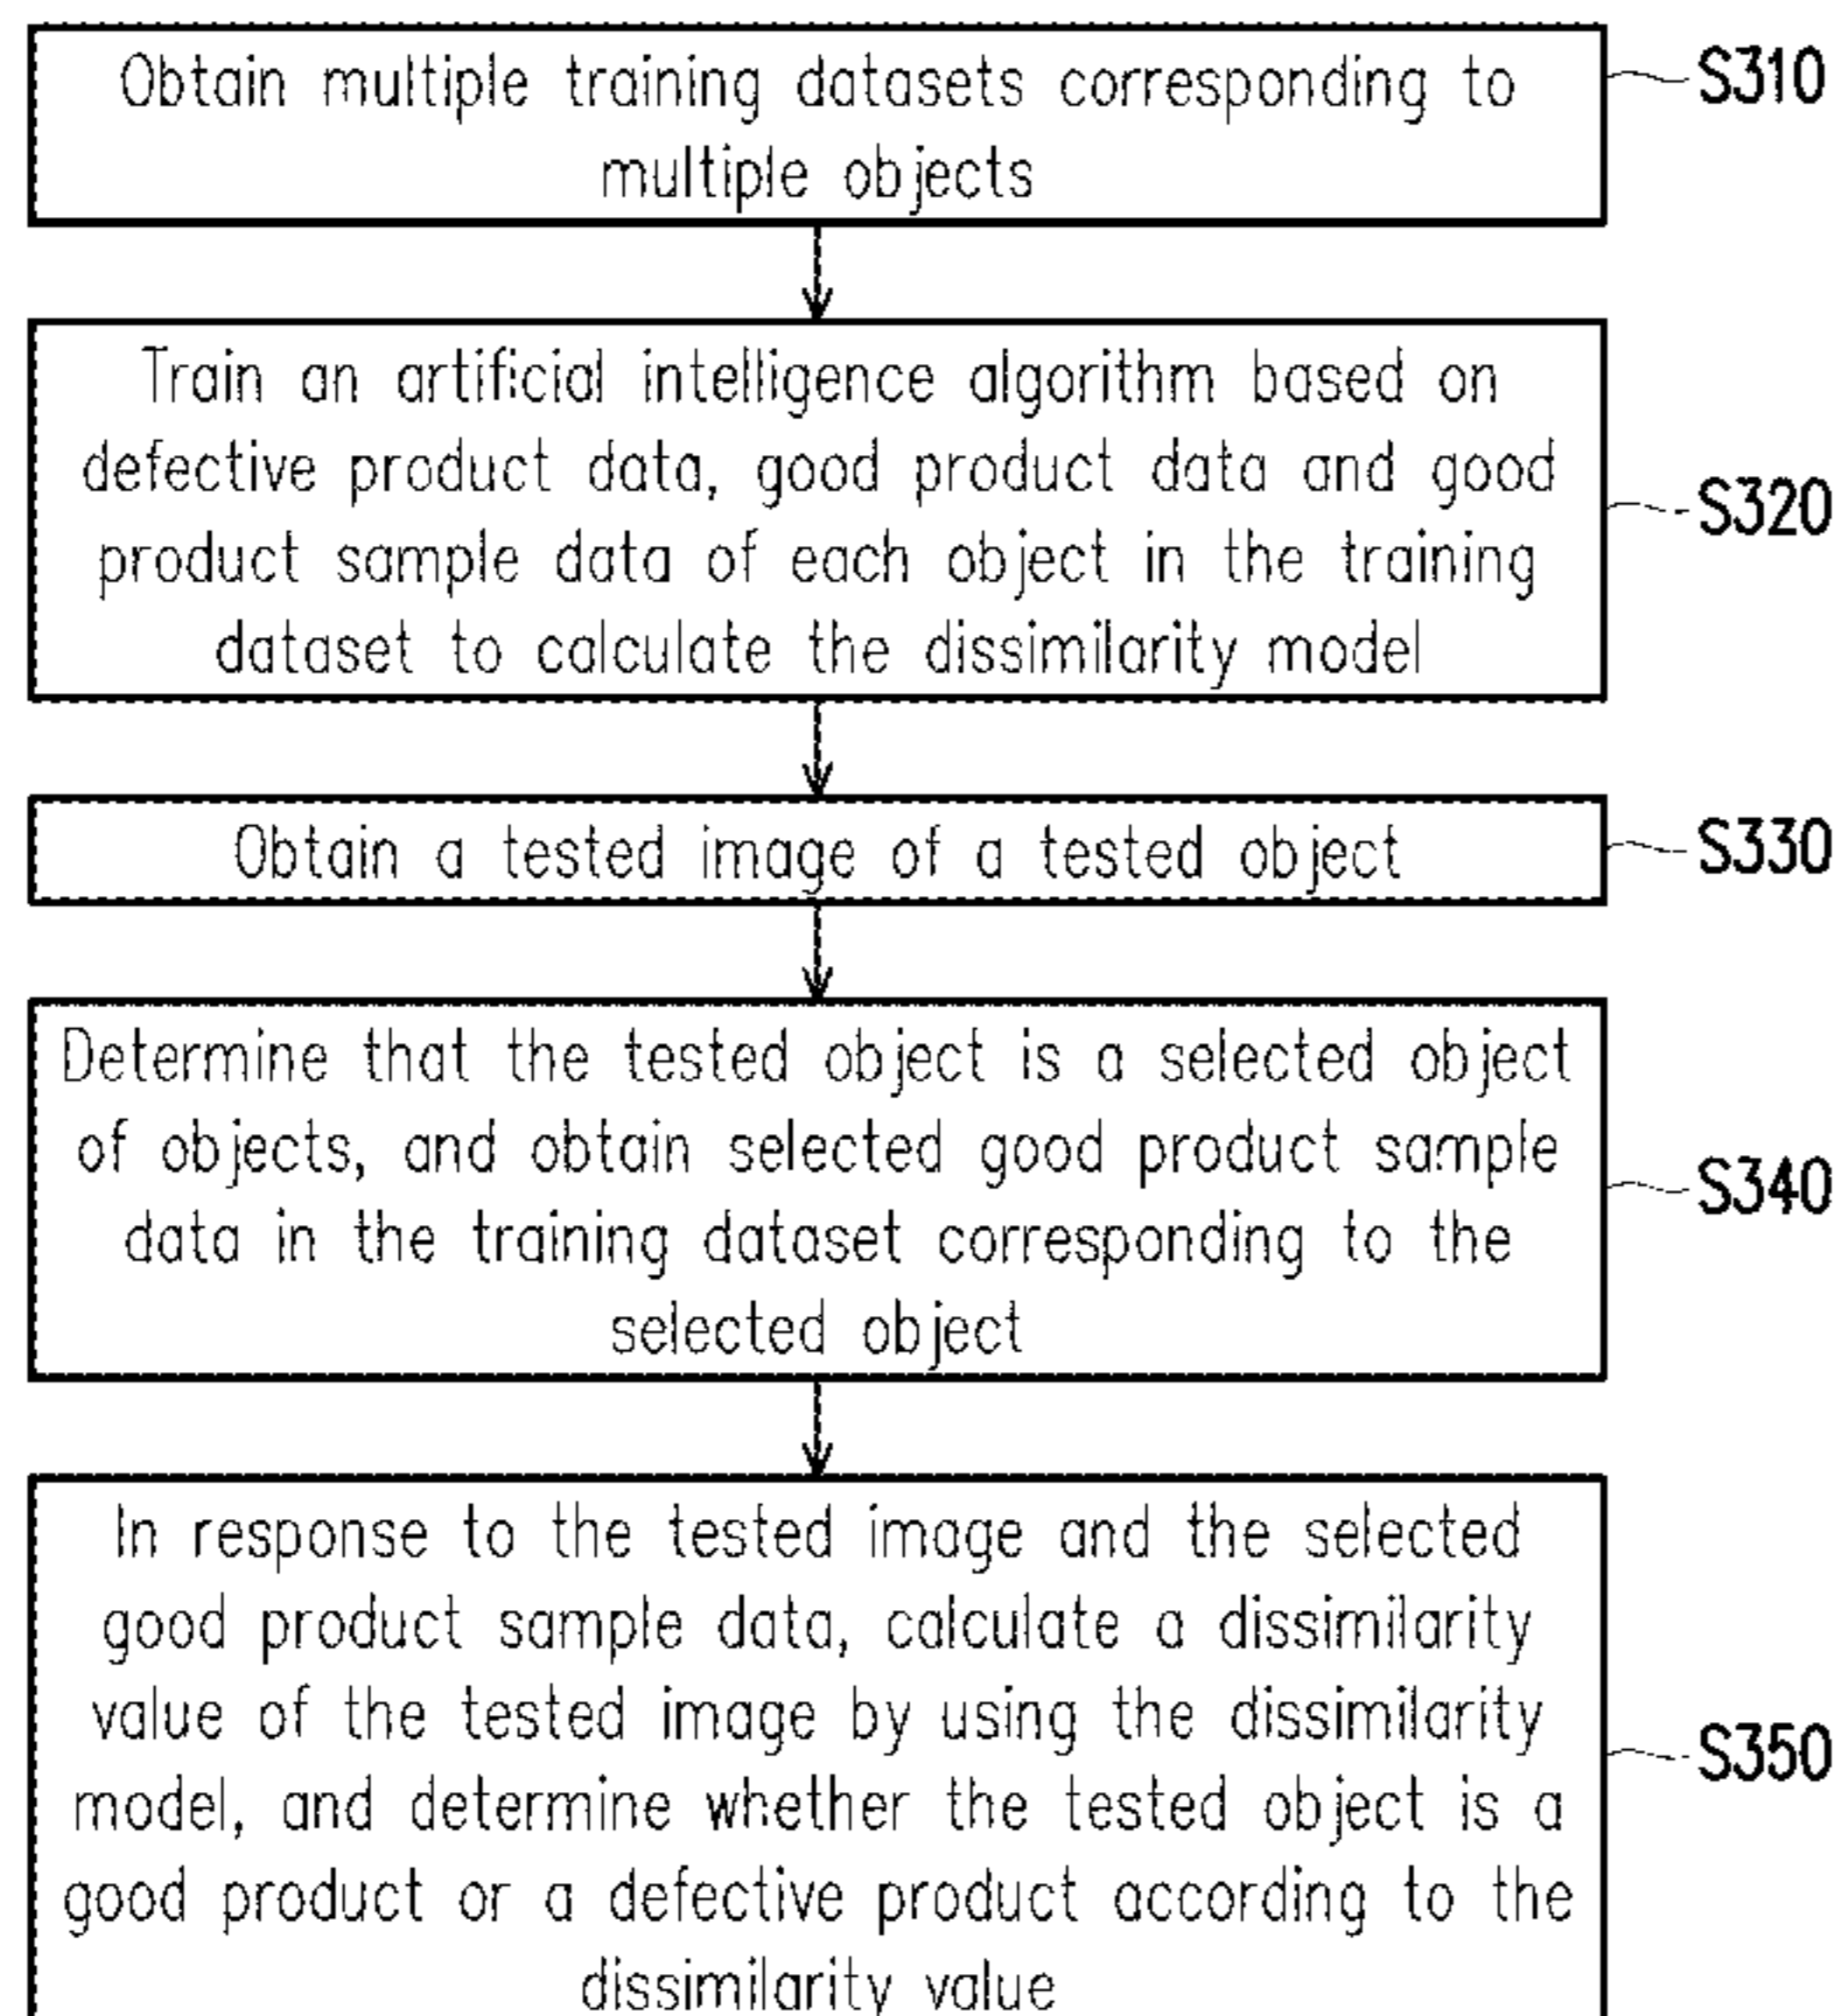 Obtain multiple training datasets corresponding to
multiple objects
S310
Train an artificial intelligence algorithm based on
defective product data, good product data and good
product sample data of each object in the training
dataset to calculate the dissimilarity model
S320
Obtain a tested image of a tested object
S330
Determine that the tested object is a selected object
of objects, and obtain selected good product sample
data in the training dataset corresponding to the
selected object
S340
In response to the tested image and the selected
good product sample data, calculate a dissimilarity
value of the tested image by using the dissimilarity
model, and determine whether the tested object is a
good product or a defective product according to the
dissimilarity value
S350